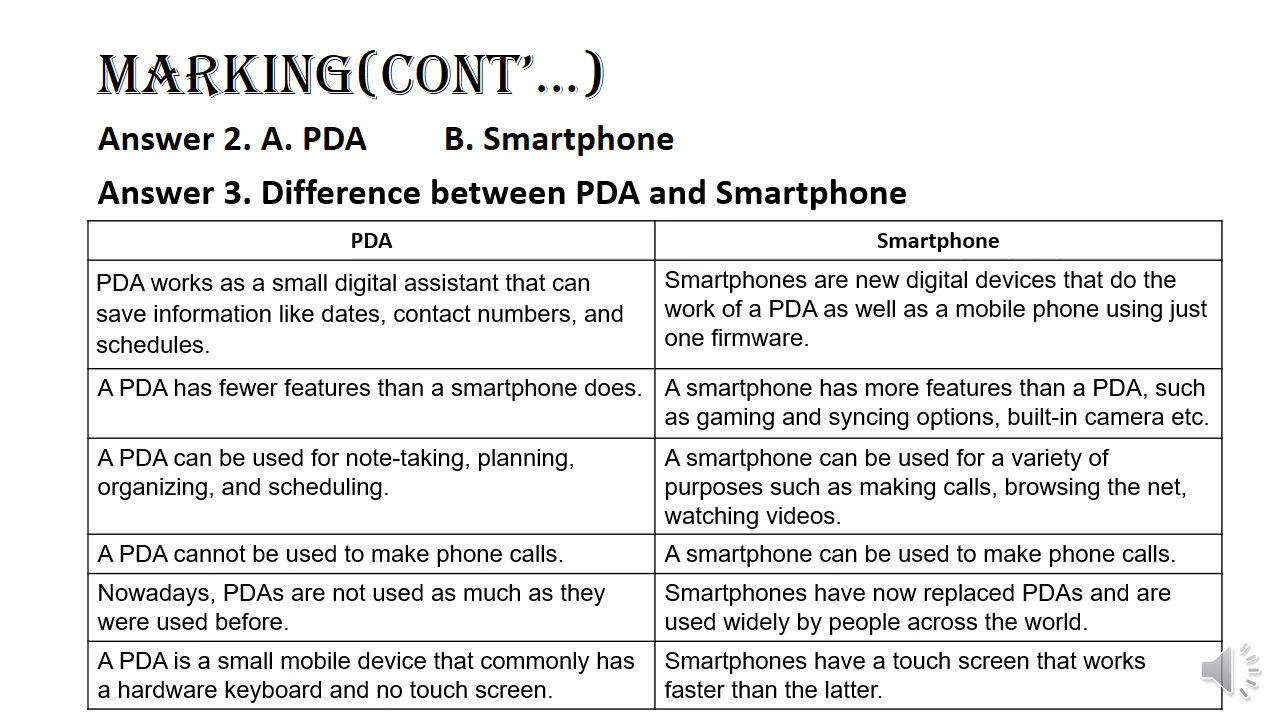 MARKING(CONT’...)
Answer 2. A. PDA B. Smartphone
Answer 3. Difference between PDA and Smartphone
PDA
Smartphone
PDA works as a small digital assistant that can
save information like dates, contact numbers, and
schedules.
Smartphones are new digital devices that do the
work of a PDA as well as a mobile phone using just
one firmware.
A PDA has fewer features than a smartphone does.
A smartphone has more features than a PDA, such
as gaming and syncing options, built-in camera etc.
A PDA can be used for note-taking, planning,
organizing, and scheduling.
A smartphone can be used for a variety of
purposes such as making calls, browsing the net,
watching videos.
A PDA cannot be used to make phone calls.
A smartphone can be used to make phone calls.
Nowadays, PDAs are not used as much as they
were used before.
Smartphones have now replaced PDAs and are
used widely by people across the world.
A PDA is a small mobile device that commonly has
a hardware keyboard and no touch screen.
Smartphones have a touch screen that works
faster than the latter.